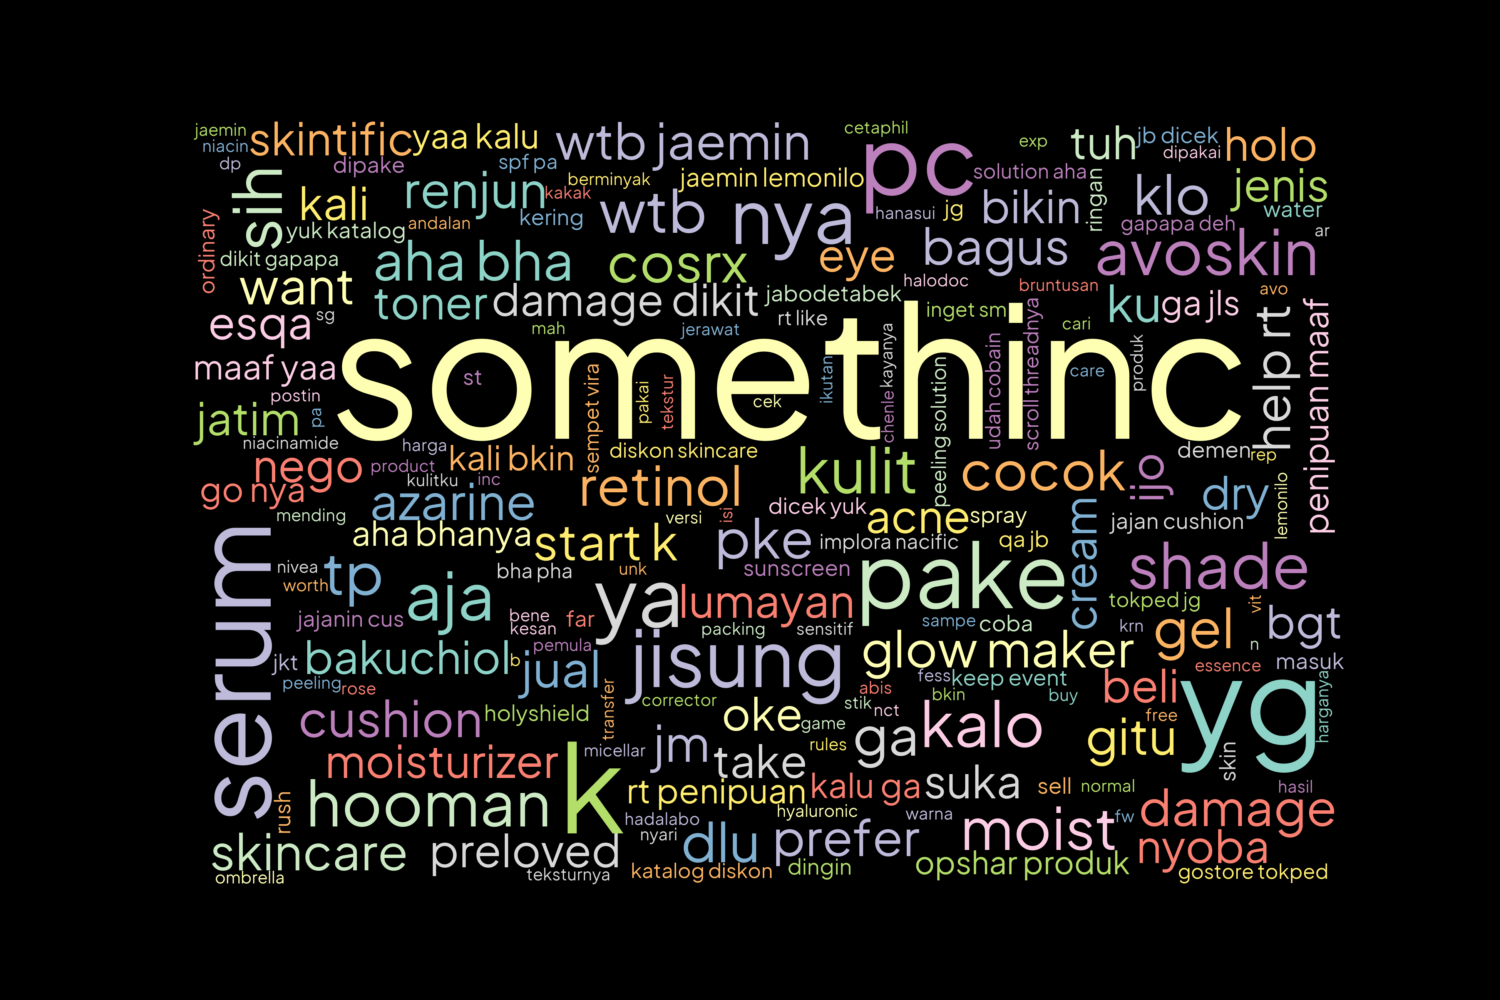 jaemin
niacin
dp
skintific
yaa kalu
dipake
spf pa
wtb jaemin
berminyak
kakak
cetaphil
pc
exp
tuh
jb dicek
dipakai
holo
solution aha
ringan
klo
jenis
water
ar
gapapa deh
sih
kali
renjun
andalan
kering
jaemin lemonilo
wtb
nya
hanasui
jg
bikin
ordinary
yuk katalog
dikit gapapa
aha bha
cosrx
eye
bagus
avoskin
want
toner
damage dikit
jabodetabek
halodoc
bruntusan
avo
esqa
sg
mah
jerawat
rt like
inget sm
cari
ku
ga jls
help rt
penipuan maaf
maaf yaa
somethinc
st
postin
pa
jatim
niacinamide
sempet vira
pakai
tekstur
cek
ikutan
chenle kayanya
peeling solution
udah cobain
scroll threadnya
care
produk
harga
diskon skincare
demen
rep
nego
product
kulitku
inc
kali bkin
go nya
mending
azarine
retinol
kulit
cocok
ijo
dry
lemonilo
versi
isi
dicek yuk
acne
spray
cream
jajan cushion
aha bhanya
start k
pke
implora nacific
qa jb
nivea
worth
tp
bha pha
unk
sunscreen
pake
shade
serum
jajanin cus
aja
bene
kesan
far
ya
lumayan
packing
sensitif
sampe
coba
tokped jg
krn
vit
gel
n
bgt
jkt
bakuchiol
b
pemula
jual
jisung
glow maker
essence
masuk
peeling
rose
fess
keep event
abis
bkin
buy
beli
yg
harganya
cushion
holyshield
transfer
corrector
oke
game
stik
nct
kalo
free
gitu
skin
moisturizer
micellar
jm
take
rules
ga
rush
hooman
k
rt penipuan
kalu ga
suka
sell
normal
hasil
hadalabo
hyaluronic
warna
moist
fw
damage
skincare
preloved
nyari
dlu
prefer
nyoba
ombrella
teksturnya
katalog diskon
dingin
opshar produk
gostore tokped